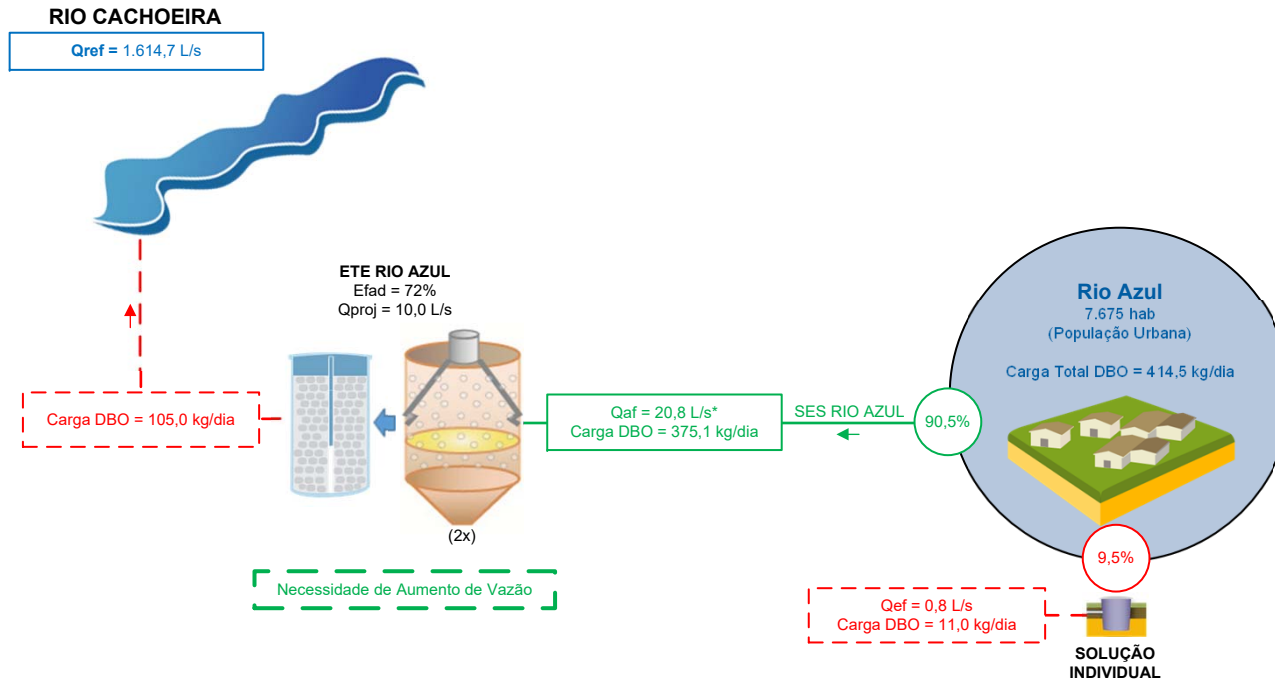 RIO CACHOEIRA
Qref = 1.614,7 L/s
ETE RIO AZUL
Efad = 72%
Qproj = 10,0 L/s
Rio Azul
7.675 hab
(População Urbana)
Carga Total DBO = 414,5 kg/dia
Carga DBO = 105,0 kg/dia
Qaf = 20,8 L/s*
Carga DBO = 375,1 kg/dia
SES RIO AZUL
90,5%
(2x)
9,5%
Necessidade de Aumento de Vazão
Qef = 0,8 L/s
Carga DBO = 11,0 kg/dia
SOLUÇÃO
INDIVIDUAL